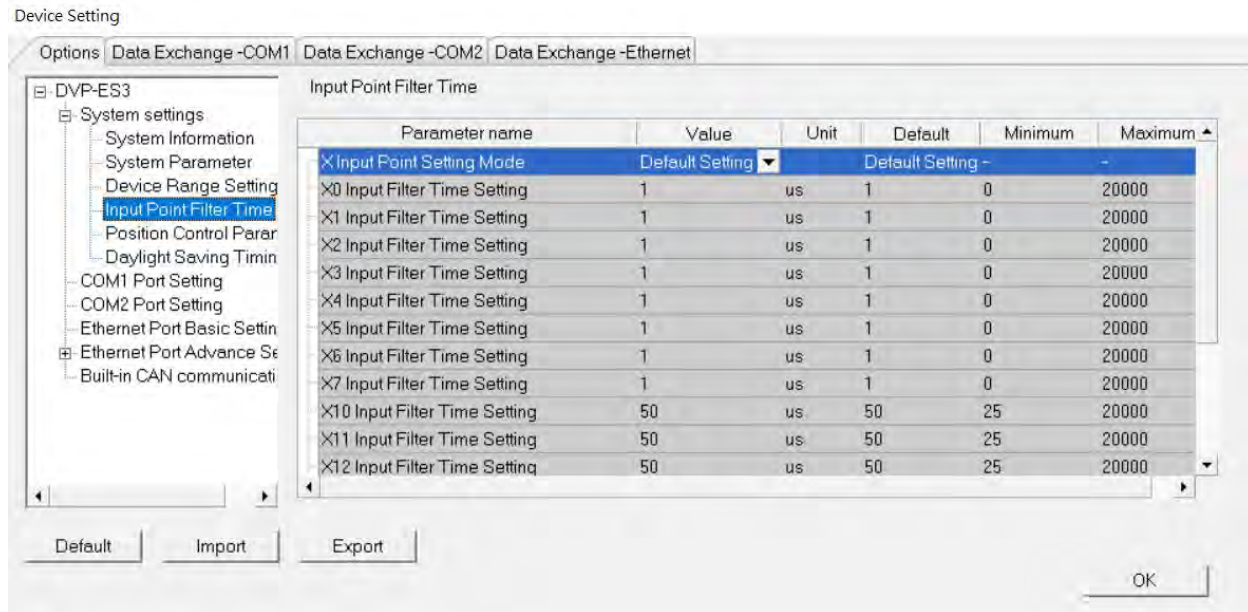 Device Setting
Options Data Exchange -COM1 Data Exchange -COM2 Data Exchange -Ethernet
DVP-ES3
System settings
System Information
System Parameter
Device Range Setting
Input Point Filter Time
Position Control Parar
Daylight Saving Timin
COM1 Port Setting
COM2 Port Setting
Ethernet Port Basic Settin
Ethernet Port Advance Se
Built-in CAN communicati
Input Point Filter Time
Parameter name Value Unit Default Minimum Maximum
X Input Point Setting Mode Default Setting Default Setting - -
X0 Input Filter Time Setting 1 us 1 0 20000
X1 Input Filter Time Setting 1 us 1 0 20000
X2 Input Filter Time Setting 1 us 1 0 20000
X3 Input Filter Time Setting 1 us 1 0 20000
X4 Input Filter Time Setting 1 us 1 0 20000
X5 Input Filter Time Setting 1 us 1 0 20000
X6 Input Filter Time Setting 1 us 1 0 20000
X7 Input Filter Time Setting 1 us 1 0 20000
X10 Input Filter Time Setting 50 us 50 25 20000
X11 Input Filter Time Setting 50 us 50 25 20000
X12 Input Filter Time Setting 50 us 50 25 20000
Default Import Export
OK